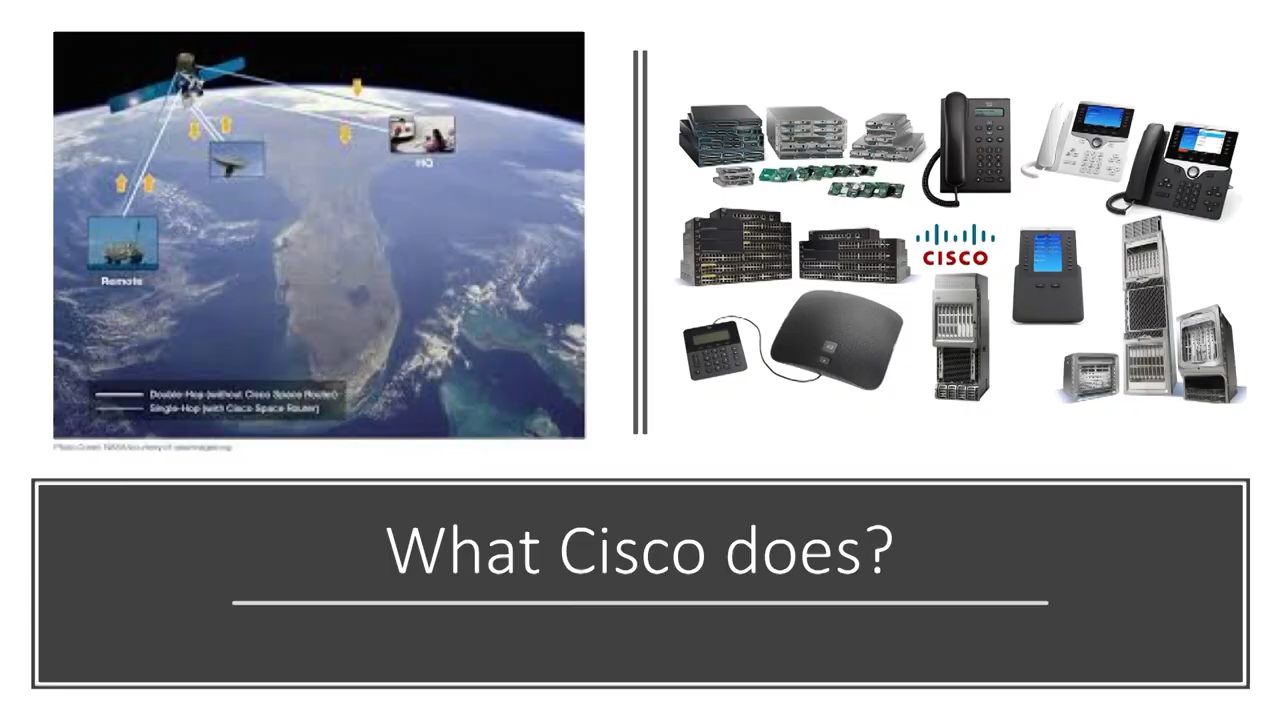 HQ
Remote
Double-Hop (without Cisco Space Router)
Single-Hop (with Cisco Space Router)
CISCO
What Cisco does?